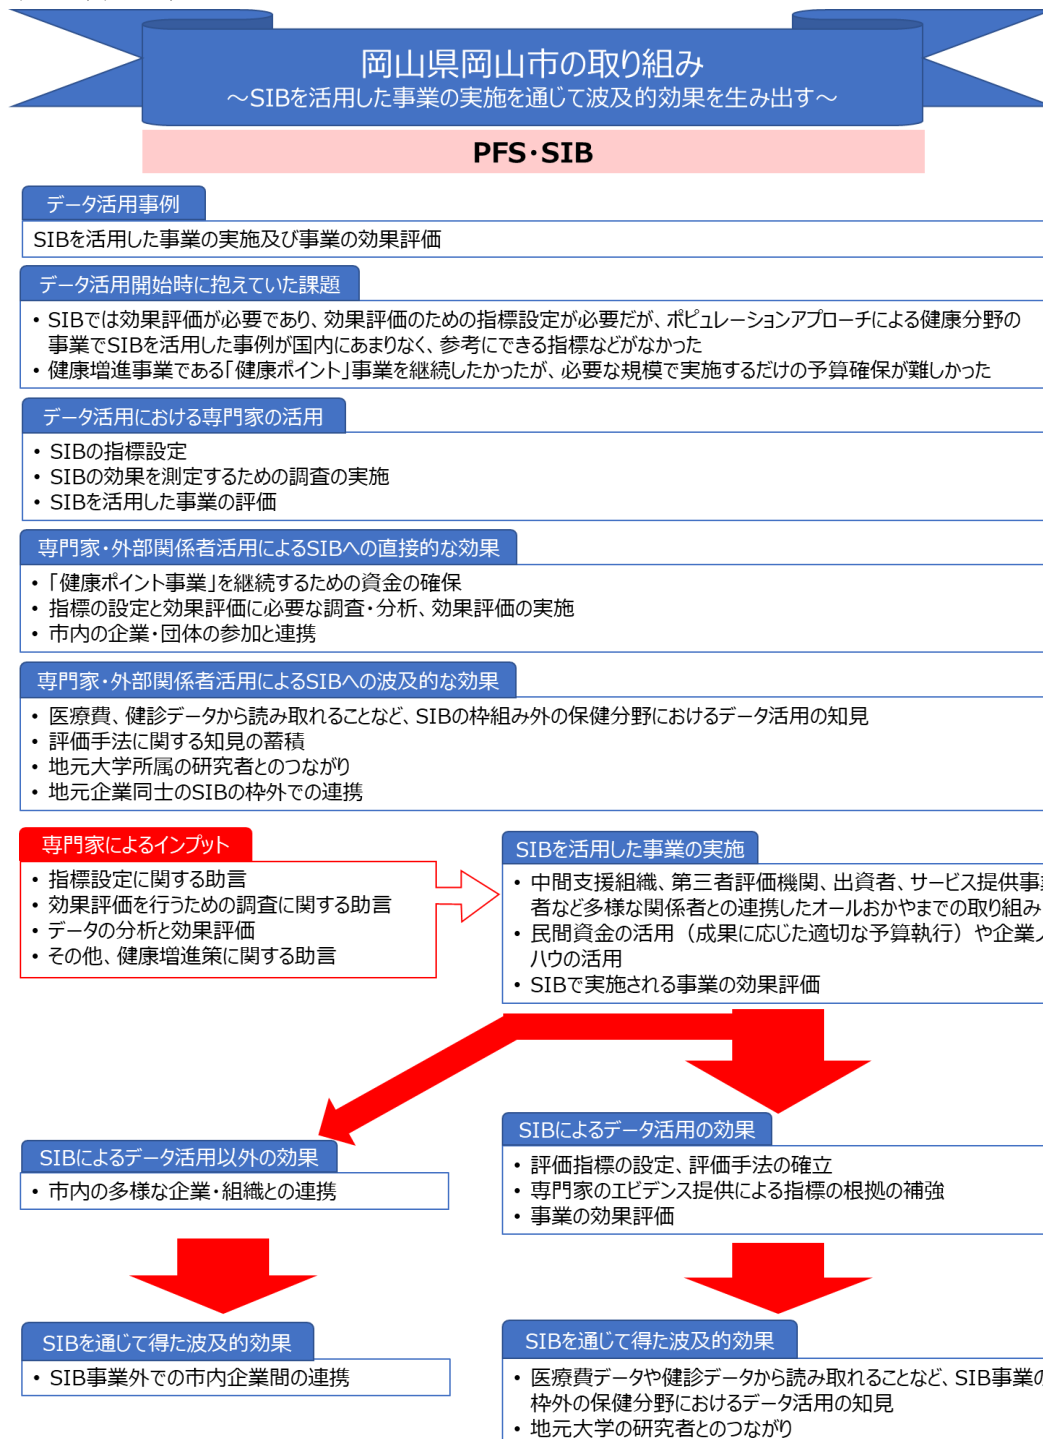 岡山県岡山市の取り組み
～SIBを活用した事業の実施を通じて波及的効果を生み出す～
PFS・SIB
データ活用事例
SIBを活用した事業の実施及び事業の効果評価
データ活用開始時に抱えていた課題
• SIBでは効果評価が必要であり、効果評価のための指標設定が必要だが、ポピュレーションアプローチによる健康分野の
事業でSIBを活用した事例が国内にあまりなく、参考にできる指標などがなかった
• 健康増進事業である「健康ポイント」事業を継続したかったが、必要な規模で実施するだけの予算確保が難しかった
データ活用における専門家の活用
• SIBの指標設定
• SIBの効果を測定するための調査の実施
• SIBを活用した事業の評価
専門家・外部関係者活用によるSIBへの直接的な効果
• 「健康ポイント事業」を継続するための資金の確保
• 指標の設定と効果評価に必要な調査・分析、効果評価の実施
• 市内の企業・団体の参加と連携
専門家・外部関係者活用によるSIBへの波及的な効果
• 医療費、健診データから読み取れることなど、SIBの枠組み外の保健分野におけるデータ活用の知見
• 評価手法に関する知見の蓄積
• 地元大学所属の研究者とのつながり
• 地元企業同士のSIBの枠外での連携
専門家によるインプット
• 指標設定に関する助言
• 効果評価を行うための調査に関する助言
• データの分析と効果評価
• その他、健康増進策に関する助言
SIBを活用した事業の実施
• 中間支援組織、第三者評価機関、出資者、サービス提供事業
者など多様な関係者との連携したオールおかやまでの取り組み
• 民間資金の活用（成果に応じた適切な予算執行）や企業ノ
ハウの活用
• SIBで実施される事業の効果評価
SIBによるデータ活用以外の効果
• 市内の多様な企業・組織との連携
SIBによるデータ活用の効果
• 評価指標の設定、評価手法の確立
• 専門家のエビデンス提供による指標の根拠の補強
• 事業の効果評価
SIBを通じて得た波及的効果
• SIB事業外での市内企業間の連携
SIBを通じて得た波及的効果
• 医療費データや健診データから読み取れることなど、SIB事業の
枠外の保健分野におけるデータ活用の知見
• 地元大学の研究者とのつながり